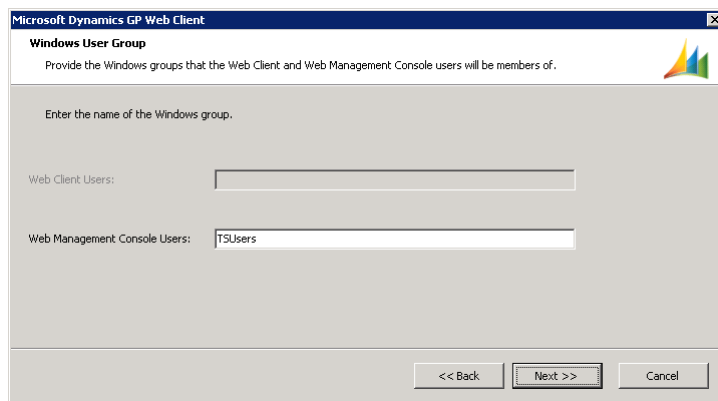 Microsoft Dynamics GP Web Client
Windows User Group
Provide the Windows groups that the Web Client and Web Management Console users will be members of.
Enter the name of the Windows group.
Web Client Users:
Web Management Console Users: TSUsers
<< Back Next >> Cancel